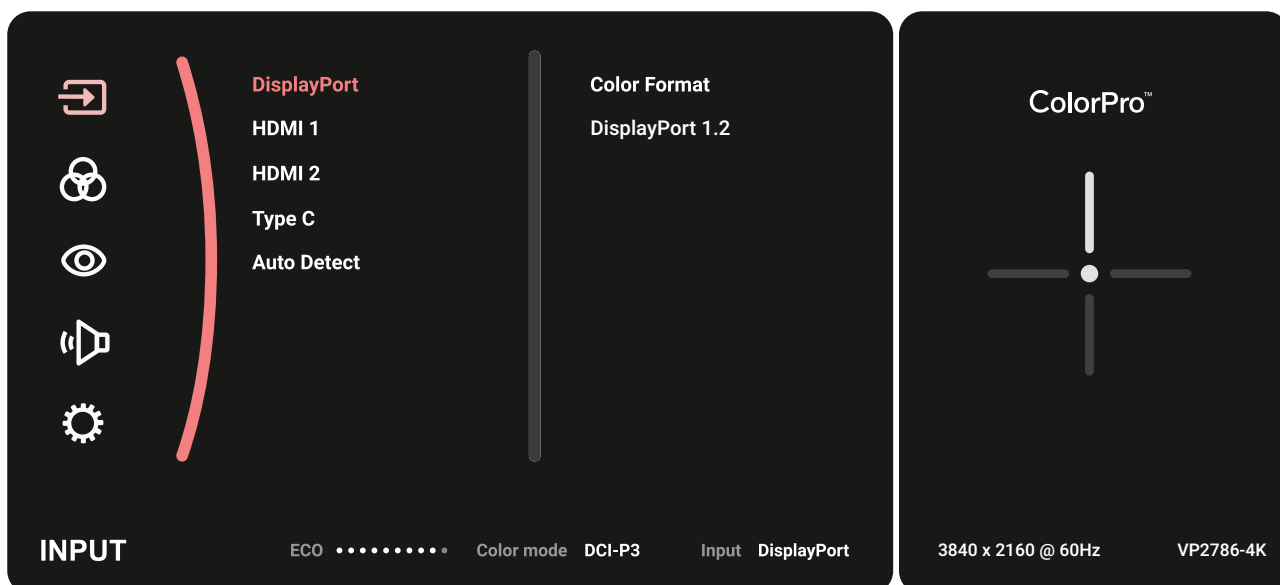 DisplayPort
HDMI 1
HDMI 2
Type C
Auto Detect
Color Format
DisplayPort 1.2
INPUT
ECO
Color mode DCI-P3
Input DisplayPort
ColorPro™
3840 x 2160 @ 60Hz
VP2786-4K